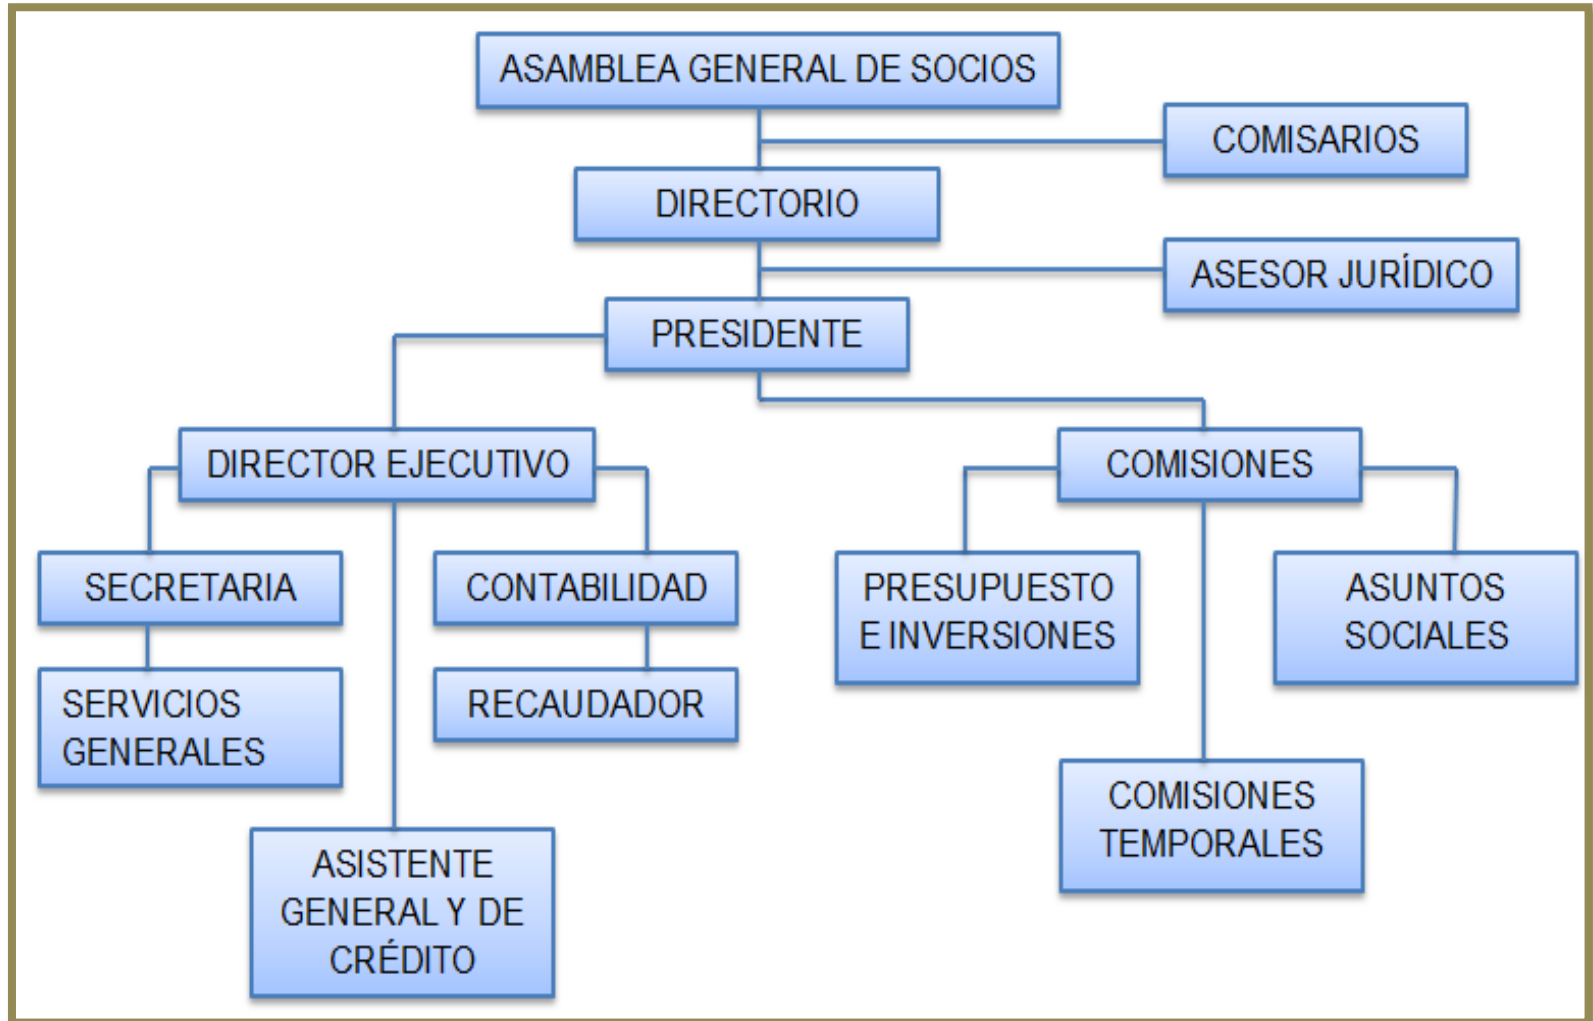 ASAMBLEA GENERAL DE SOCIOS
COMISARIOS
DIRECTORIO
ASESOR JURÍDICO
PRESIDENTE
DIRECTOR EJECUTIVO
COMISIONES
SECRETARIA
CONTABILIDAD
PRESUPUESTO
E INVERSIONES
ASUNTOS
SOCIALES
SERVICIOS
GENERALES
RECAUDADOR
COMISIONES
TEMPORALES
ASISTENTE
GENERAL Y DE
CRÉDITO